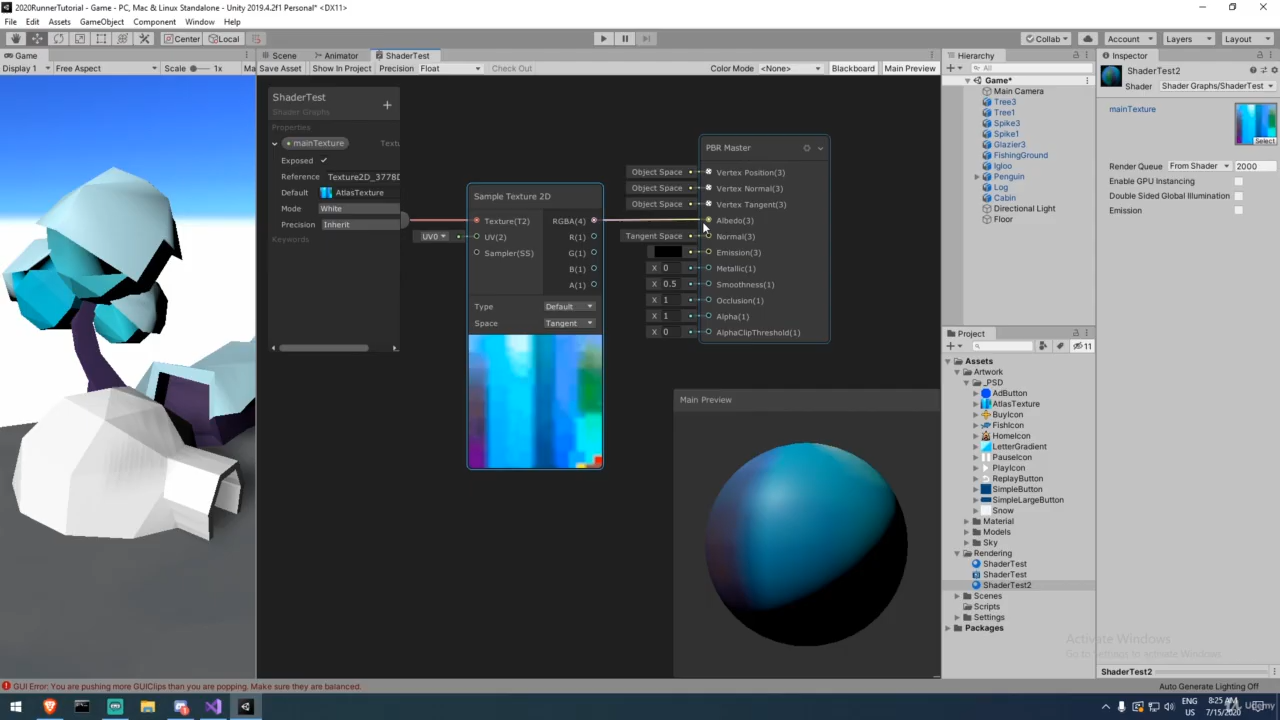 2020RunnerTutorial - Game - PC, Mac & Linux Standalone - Unity 2019.4.2f1 Personal* <DX11>
File Edit Assets GameObject Component Window Help
Center Local Collab Account Layers Layout
Game
Display 1 Free Aspect Scale 1x Ma
Scene Animator ShaderTest
Save Asset Show In Project Precision Float Check Out Color Mode <None> Blackboard Main Preview
ShaderTest
Shader Graphs
Properties
mainTexture Textu
Exposed
Reference Texture2D_3778D
Default AtlasTexture
Mode White
Precision Inherit
Keywords
Sample Texture 2D
Texture(T2) RGBA(4)
UV0 UV(2) R(1)
Sampler(SS) G(1)
B(1)
A(1)
Type Default
Space Tangent
PBR Master
Object Space Vertex Position(3)
Object Space Vertex Normal(3)
Object Space Vertex Tangent(3)
Albedo(3)
Tangent Space Normal(3)
Emission(3)
X 0 Metallic(1)
X 0.5 Smoothness(1)
X 1 Occlusion(1)
X 1 Alpha(1)
X 0 AlphaClipThreshold(1)
Main Preview
Hierarchy
All
Game*
Main Camera
Tree3
Tree1
Spike3
Spike1
Glazier3
FishingGround
Igloo
Penguin
Log
Cabin
Directional Light
Floor
Project
11
Assets
Artwork
_PSD
AdButton
AtlasTexture
BuyIcon
FishIcon
HomeIcon
LetterGradient
PauseIcon
PlayIcon
ReplayButton
SimpleButton
SimpleLargeButton
Snow
Material
Models
Sky
Rendering
ShaderTest
ShaderTest
ShaderTest2
Scenes
Scripts
Settings
Packages
Inspector
ShaderTest2
Shader Shader Graphs/ShaderTest
mainTexture
Select
Render Queue From Shader 2000
Enable GPU Instancing
Double Sided Global Illumination
Emission
Activate Windows
Go to Settings to activate Windows.
ShaderTest2
GUI Error: You are pushing more GUIClips than you are popping. Make sure they are balanced.
Auto Generate Lighting Off
ENG
US
8:25 AM
7/15/2020
Udemy